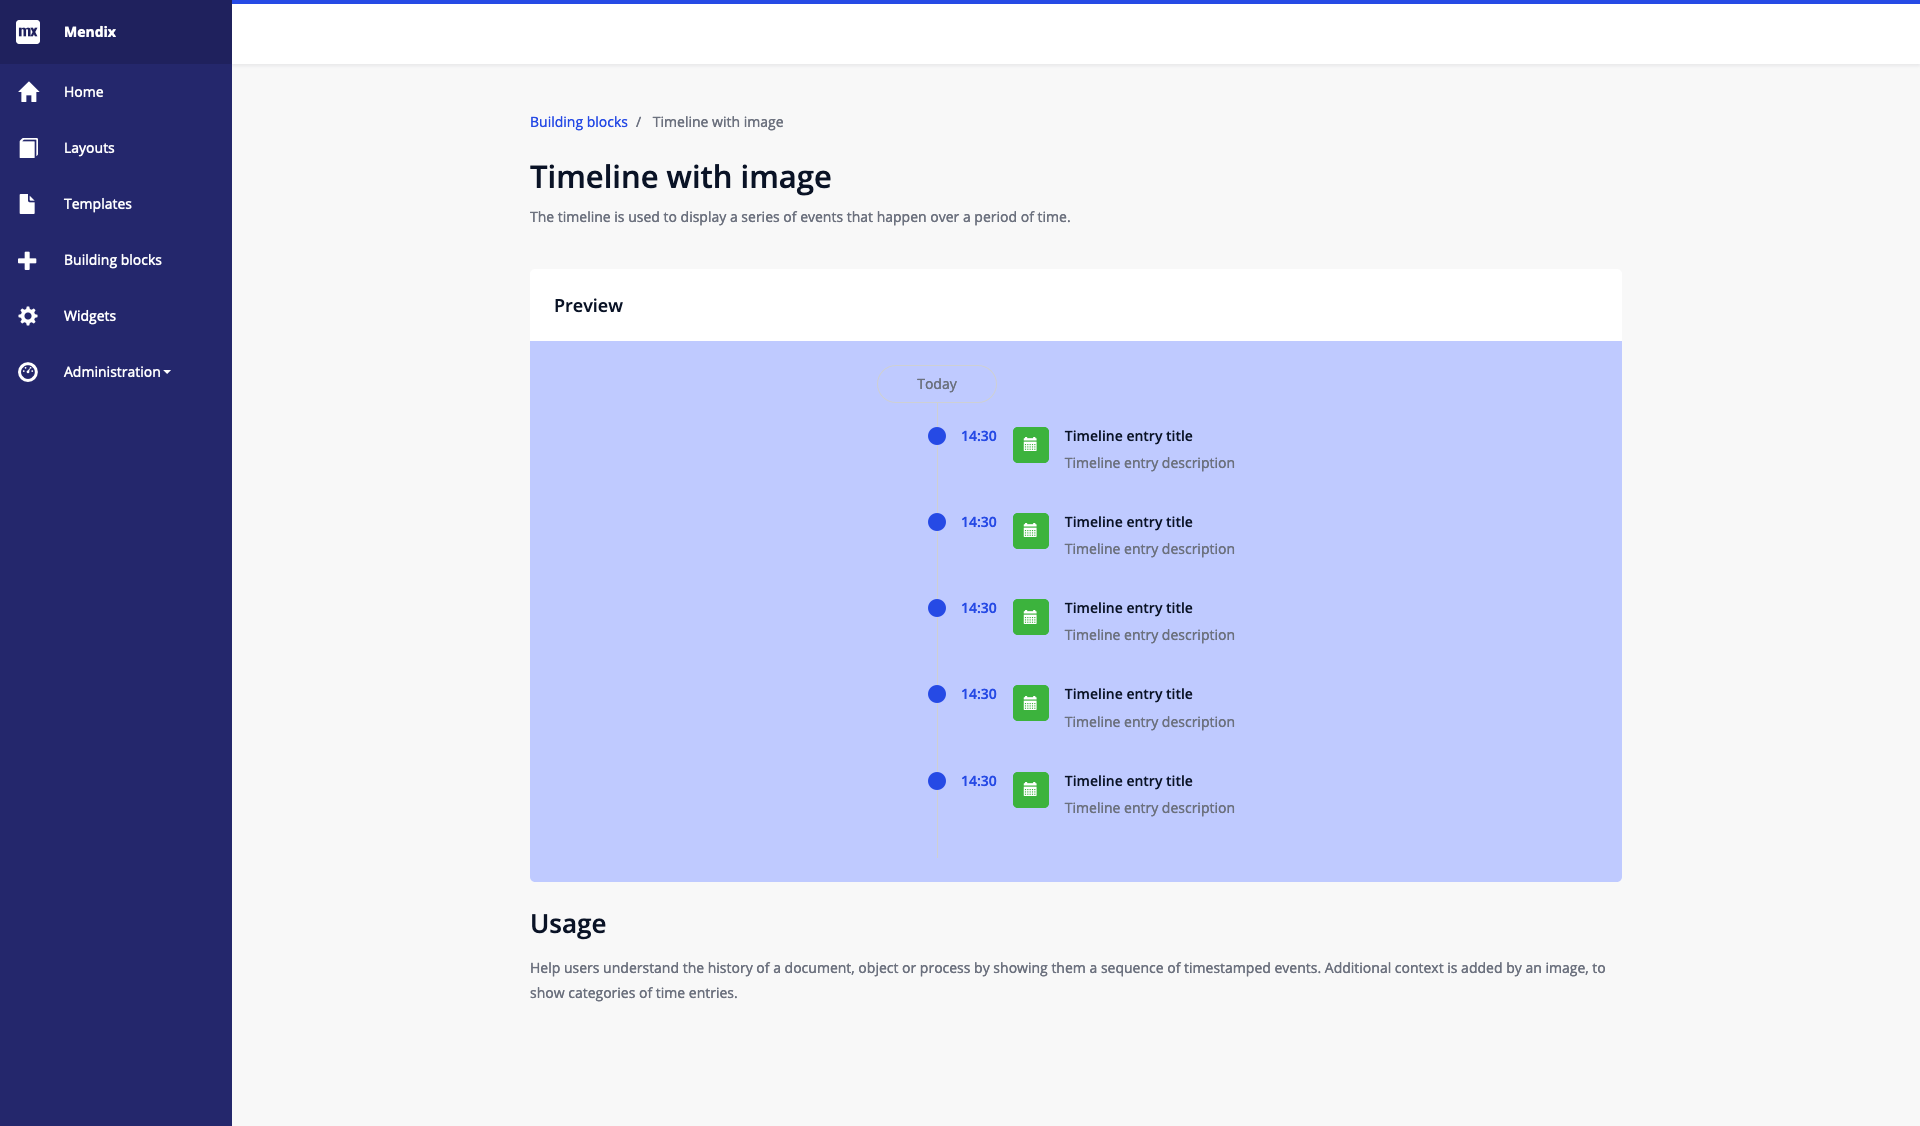 mx Mendix
Home
Layouts
Templates
Building blocks
Widgets
Administration
Building blocks / Timeline with image
Timeline with image
The timeline is used to display a series of events that happen over a period of time.
Preview
Today
14:30 Timeline entry title
Timeline entry description
14:30 Timeline entry title
Timeline entry description
14:30 Timeline entry title
Timeline entry description
14:30 Timeline entry title
Timeline entry description
14:30 Timeline entry title
Timeline entry description
Usage
Help users understand the history of a document, object or process by showing them a sequence of timestamped events. Additional context is added by an image, to
show categories of time entries.